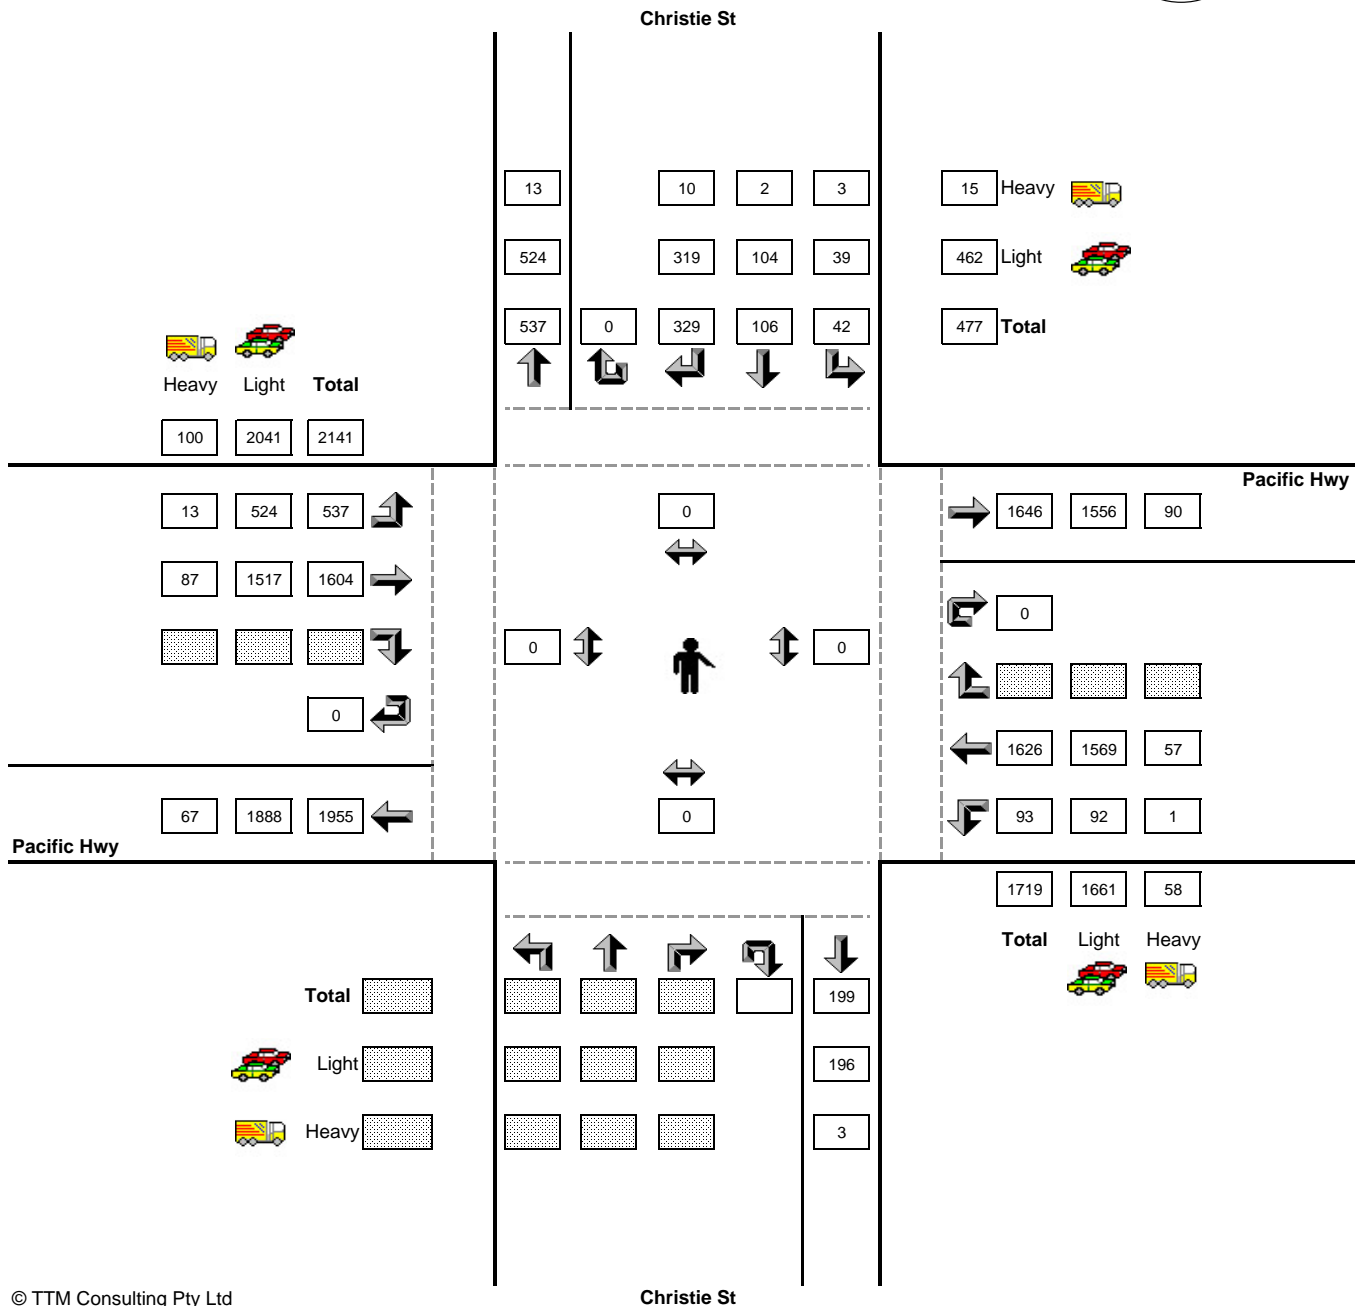 Christie St
13 10 2 3 15 Heavy
524 319 104 39 462 Light
537 0 329 106 42 477 Total
Heavy Light Total
100 2041 2141
Pacific Hwy
13 524 537 0 1646 1556 90
87 1517 1604
0
0 0
0
1626 1569 57
67 1888 1955 0 93 92 1
Pacific Hwy
1719 1661 58
Total Light Heavy
Total 199
Light 196
Heavy 3
© TTM Consulting Pty Ltd
Christie St